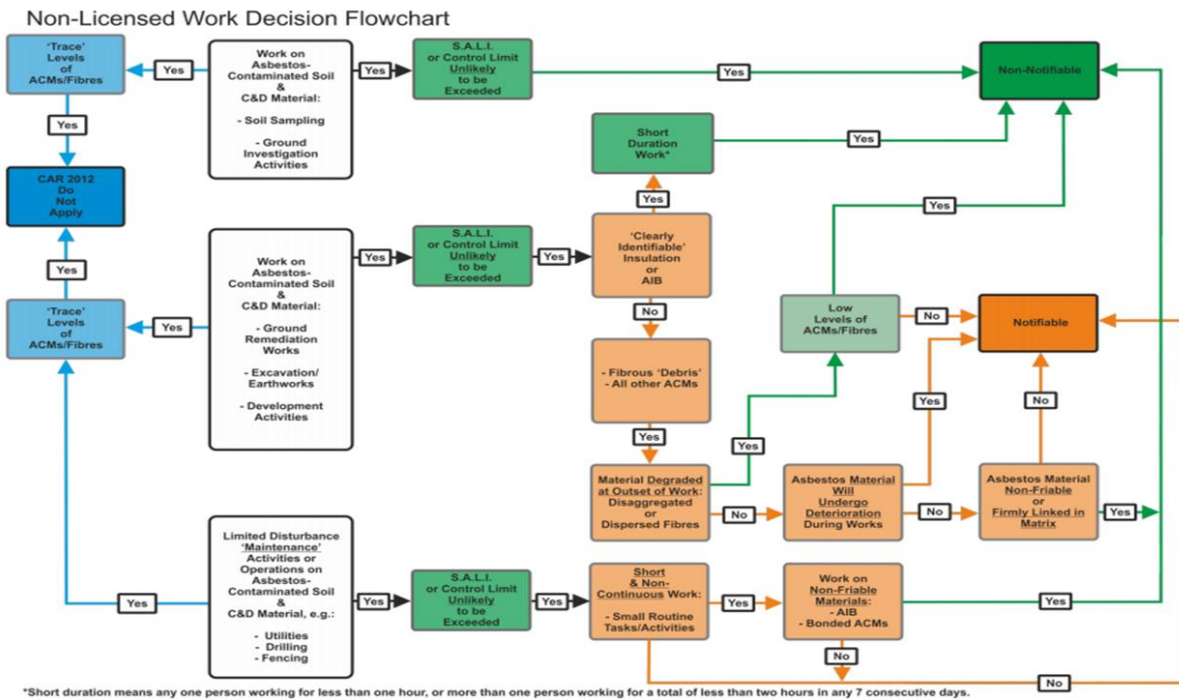 Non-Licensed Work Decision Flowchart
'Trace'
Levels
of
ACMs/Fibres
Yes
Work on
Asbestos-
Contaminated Soil
&
C&D Material:
- Soil Sampling
- Ground
Investigation
Activities
Yes
S.A.L.I.
or Control Limit
Unlikely
to be
Exceeded
Yes
Non-Notifiable
Yes
CAR 2012
Do
Not
Apply
Yes
Short
Duration
Work*
Yes
Yes
Yes
'Trace'
Levels
of
ACMs/Fibres
Yes
Work on
Asbestos-
Contaminated Soil
&
C&D Material:
- Ground
Remediation
Works
- Excavation/
Earthworks
- Development
Activities
Yes
S.A.L.I.
or Control Limit
Unlikely
to be
Exceeded
Yes
'Clearly
Identifiable'
Insulation
or
AIB
No
- Fibrous 'Debris'
- All other ACMs
Yes
Low
Levels of
ACMs/Fibres
No
Notifiable
Yes
Material Degraded
at Outset of Work:
Disaggregated
or
Dispersed Fibres
No
Asbestos Material
Will
Undergo
Deterioration
During Works
Yes
No
Asbestos Material
Non-Friable
or
Firmly Linked in
Matrix
No
Yes
Yes
Limited Disturbance
'Maintenance'
Activities or
Operations on
Asbestos-
Contaminated Soil
&
C&D Material, e.g.:
- Utilities
- Drilling
- Fencing
Yes
S.A.L.I.
or Control Limit
Unlikely
to be
Exceeded
Yes
Short
& Non-
Continuous Work:
- Small Routine
Tasks/Activities
Yes
Work on
Non-Friable
Materials:
- AIB
- Bonded ACMs
Yes
No
No
*Short duration means any one person working for less than one hour, or more than one person working for a total of less than two hours in any 7 consecutive days.